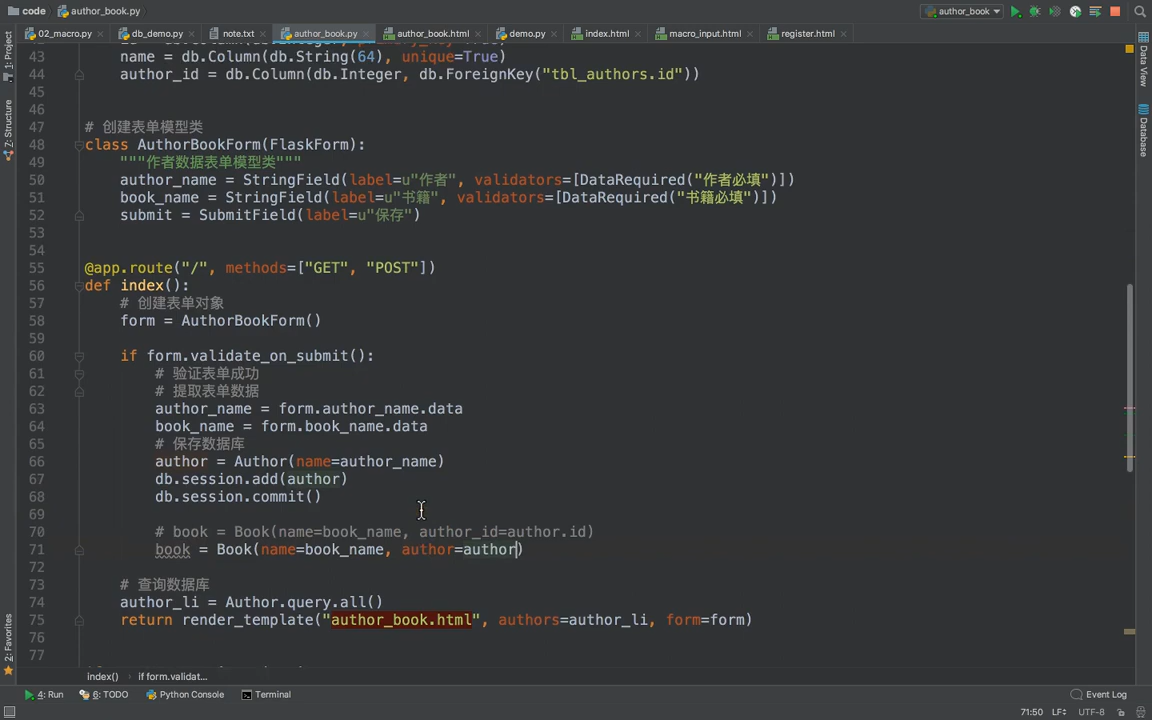 code author_book.py author_book
02_macro.py db_demo.py note.txt author_book.py author_book.html demo.py index.html macro_input.html register.html
1: Project
Z: Structure
2: Favorites
Data View
Database
43 name = db.Column(db.String(64), unique=True)
44 author_id = db.Column(db.Integer, db.ForeignKey("tbl_authors.id"))
45
46
47 # 创建表单模型类
48 class AuthorBookForm(FlaskForm):
49 """作者数据表单模型类"""
50 author_name = StringField(label=u"作者", validators=[DataRequired("作者必填")])
51 book_name = StringField(label=u"书籍", validators=[DataRequired("书籍必填")])
52 submit = SubmitField(label=u"保存")
53
54
55 @app.route("/", methods=["GET", "POST"])
56 def index():
57 # 创建表单对象
58 form = AuthorBookForm()
59
60 if form.validate_on_submit():
61 # 验证表单成功
62 # 提取表单数据
63 author_name = form.author_name.data
64 book_name = form.book_name.data
65 # 保存数据库
66 author = Author(name=author_name)
67 db.session.add(author)
68 db.session.commit()
69
70 # book = Book(name=book_name, author_id=author.id)
71 book = Book(name=book_name, author=author)
72
73 # 查询数据库
74 author_li = Author.query.all()
75 return render_template("author_book.html", authors=author_li, form=form)
76
77
index() if form.validat...
4: Run 6: TODO Python Console Terminal Event Log
71:50 LF UTF-8